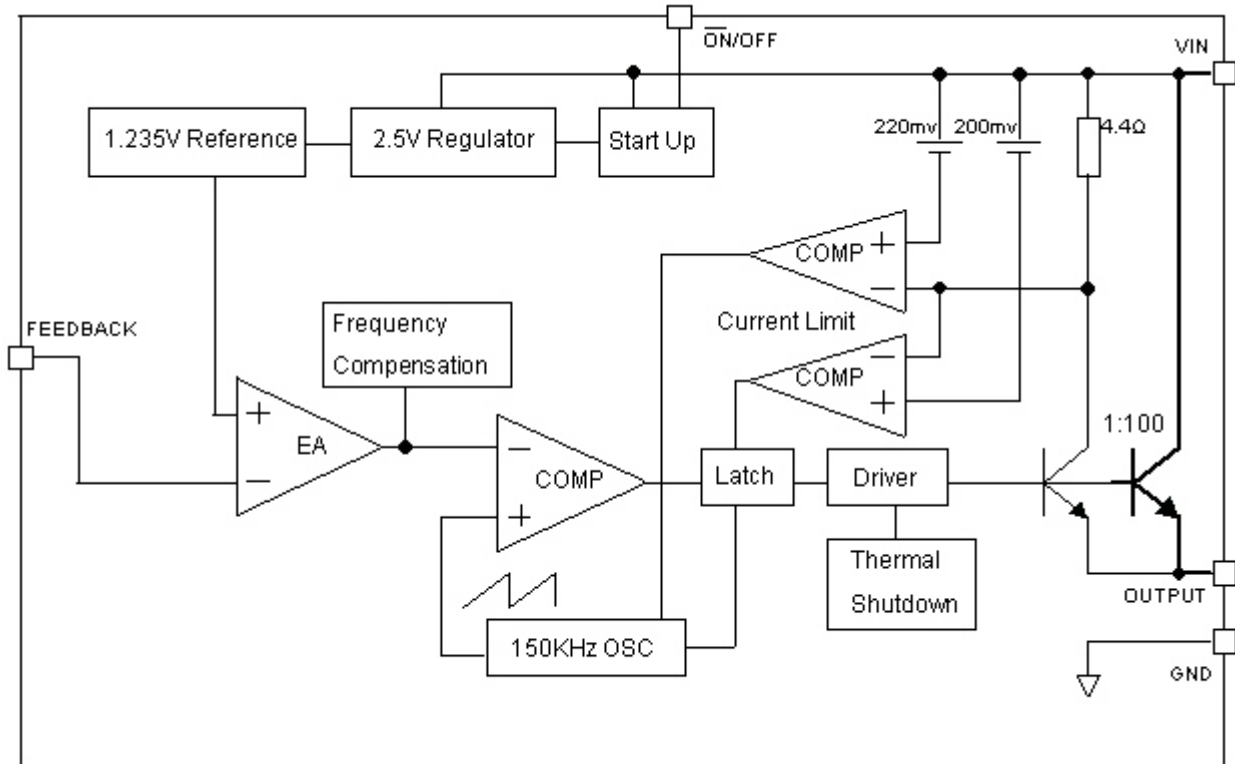 ON/OFF
VIN
1.235V Reference
2.5V Regulator
Start Up
220mv
200mv
4.4Ω
COMP
+
−
FEEDBACK
Frequency
Compensation
Current Limit
COMP
−
+
1:100
+
EA
−
−
COMP
+
Latch
Driver
Thermal
Shutdown
OUTPUT
150KHz OSC
GND